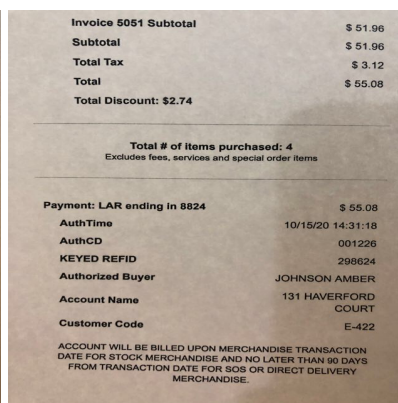 Invoice 5051 Subtotal $ 51.96
Subtotal $ 51.96
Total Tax $ 3.12
Total $ 55.08
Total Discount: $2.74
Total # of items purchased: 4
Excludes fees, services and special order items
Payment: LAR ending in 8824 $ 55.08
AuthTime 10/15/20 14:31:18
AuthCD 001226
KEYED REFID 298624
Authorized Buyer JOHNSON AMBER
Account Name 131 HAVERFORD
COURT
Customer Code E-422
ACCOUNT WILL BE BILLED UPON MERCHANDISE TRANSACTION
DATE FOR STOCK MERCHANDISE AND NO LATER THAN 90 DAYS
FROM TRANSACTION DATE FOR SOS OR DIRECT DELIVERY
MERCHANDISE.